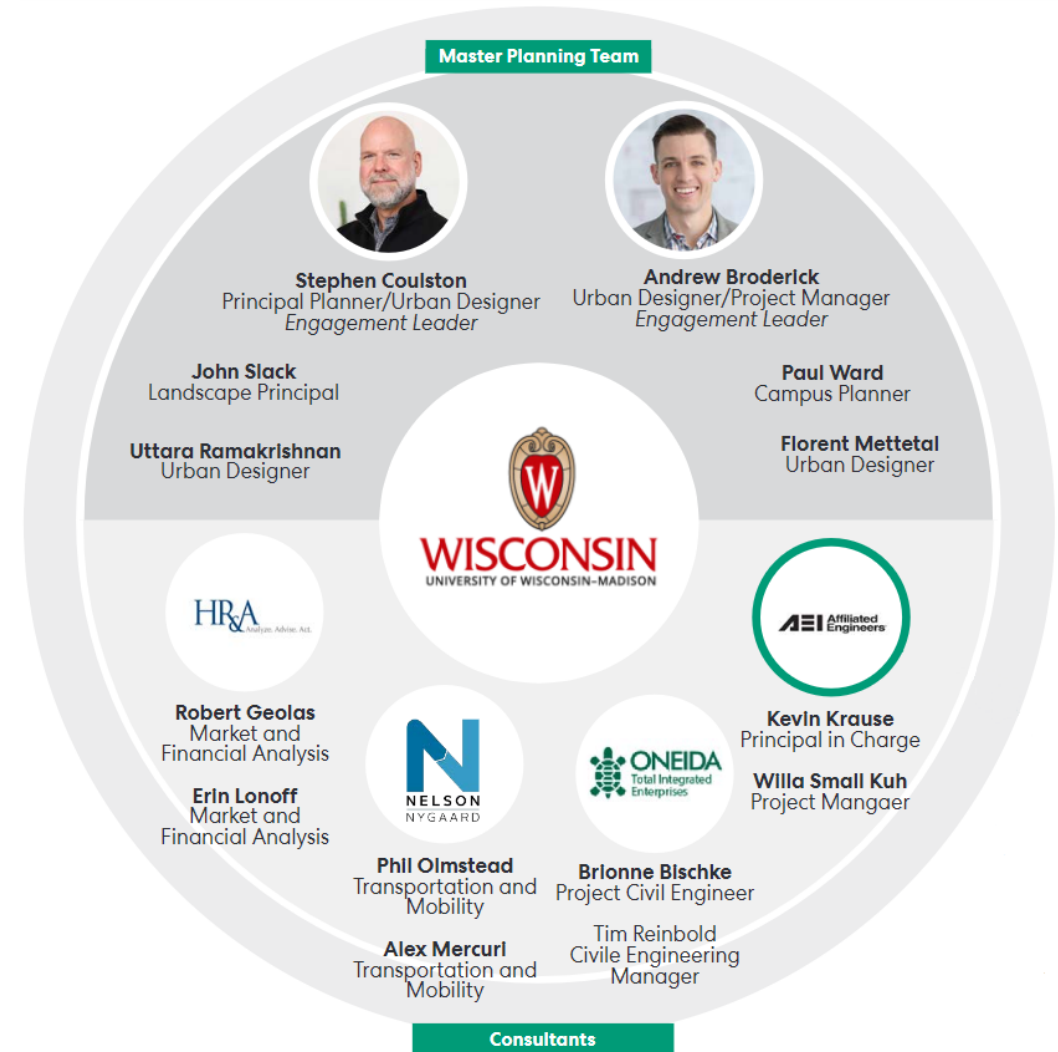 Master Planning Team
Stephen Coulston
Principal Planner/Urban Designer
Engagement Leader
Andrew Broderick
Urban Designer/Project Manager
Engagement Leader
John Slack
Landscape Principal
Paul Ward
Campus Planner
Uttara Ramakrishnan
Urban Designer
Florent Mettetal
Urban Designer
W
WISCONSIN
UNIVERSITY OF WISCONSIN–MADISON
HR&A
Analyze. Advise. Act.
Robert Geolas
Market and
Financial Analysis
Erin Lonoff
Market and
Financial Analysis
N
NELSON
NYGAARD
Phil Olmstead
Transportation and
Mobility
Alex Mercuri
Transportation and
Mobility
ONEIDA
Total Integrated
Enterprises
Brionne Bischke
Project Civil Engineer
Tim Reinbold
Civile Engineering
Manager
AEI Affiliated
Engineers
Kevin Krause
Principal in Charge
Willa Small Kuh
Project Mangaer
Consultants